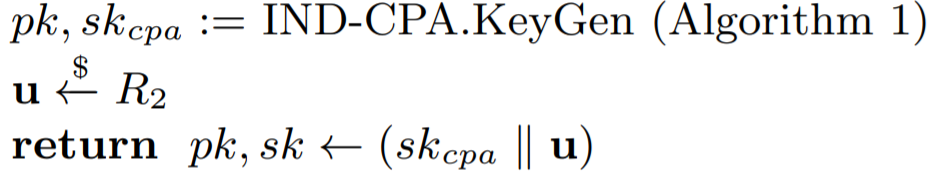 pk, sk_cpa := IND-CPA.KeyGen (Algorithm 1)
u $← R_2
return pk, sk ← (sk_cpa ‖ u)